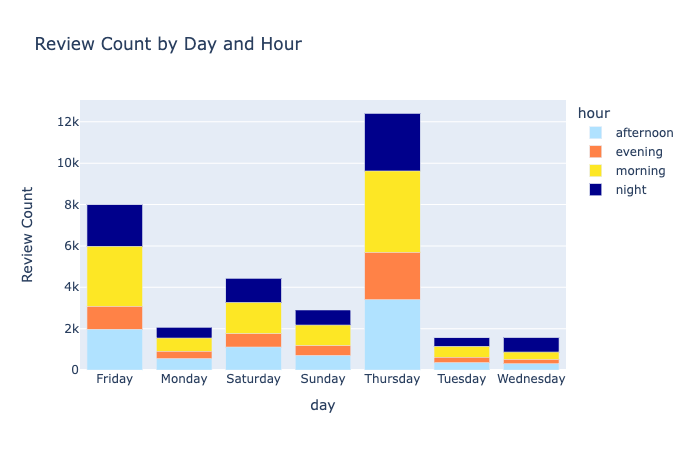 Review Count by Day and Hour
hour
afternoon
evening
morning
night
Review Count
12k
10k
8k
6k
4k
2k
0
Friday Monday Saturday Sunday Thursday Tuesday Wednesday
day